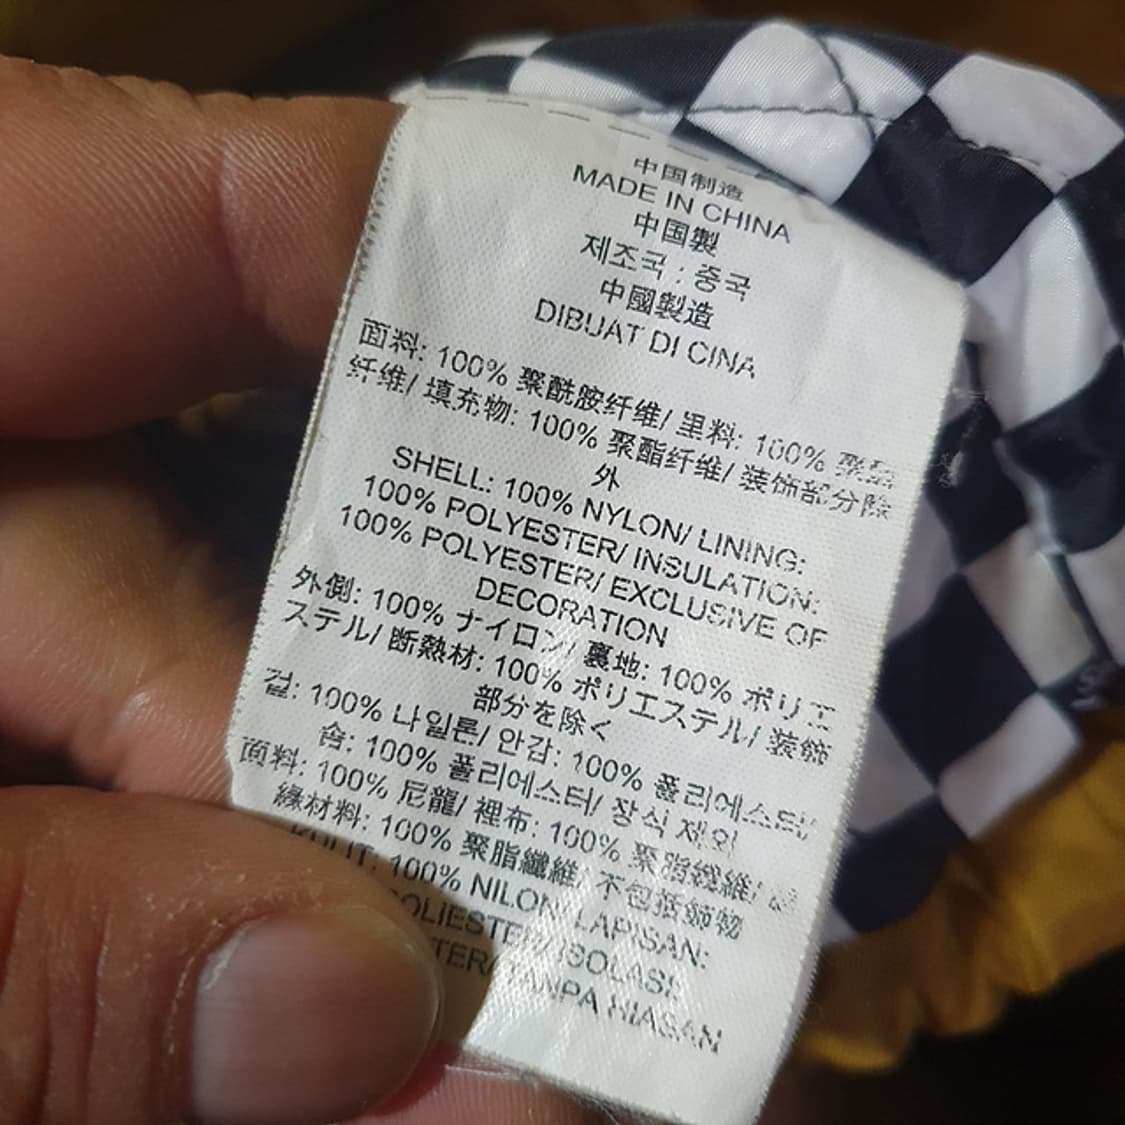 中国制造
MADE IN CHINA
中国製
제조국 : 중국
中國製造
DIBUAT DI CINA
面料: 100% 聚酰胺纤维/ 里料: 100% 聚酯
纤维/ 填充物: 100% 聚酯纤维/ 装饰部分除
外
SHELL: 100% NYLON/ LINING:
100% POLYESTER/ INSULATION:
100% POLYESTER/ EXCLUSIVE OF
DECORATION
外側: 100% ナイロン/ 裏地: 100% ポリエ
ステル/ 断熱材: 100% ポリエステル/ 装飾
部分を除く
겉: 100% 나일론/ 안감: 100% 폴리에스터/
솜: 100% 폴리에스터/ 장식 제외
面料: 100% 尼龍/ 裡布: 100% 聚脂纖維/
緣材料: 100% 聚脂纖維/ 不包括飾物
100% NILON/ LAPISAN:
ISOLASI:
TANPA HIASAN